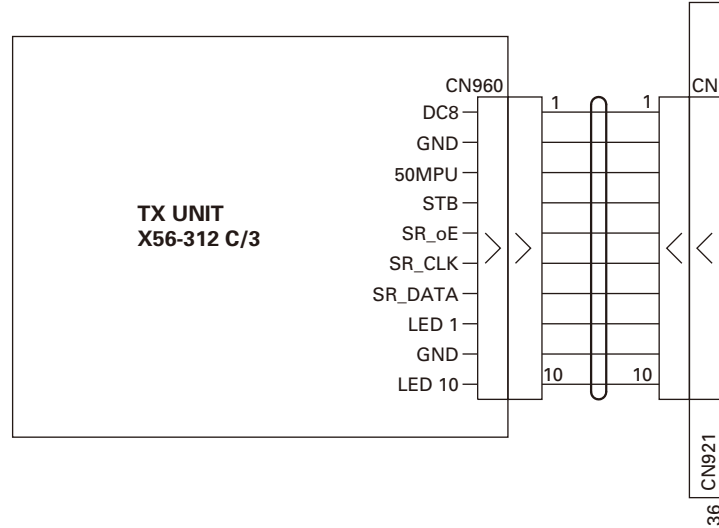 CN960
CN
1
1
DC8
GND
50MPU
STB
TX UNIT
X56-312 C/3
SR_oE
SR_CLK
SR_DATA
LED 1
GND
LED 10
10
10
CN921
36